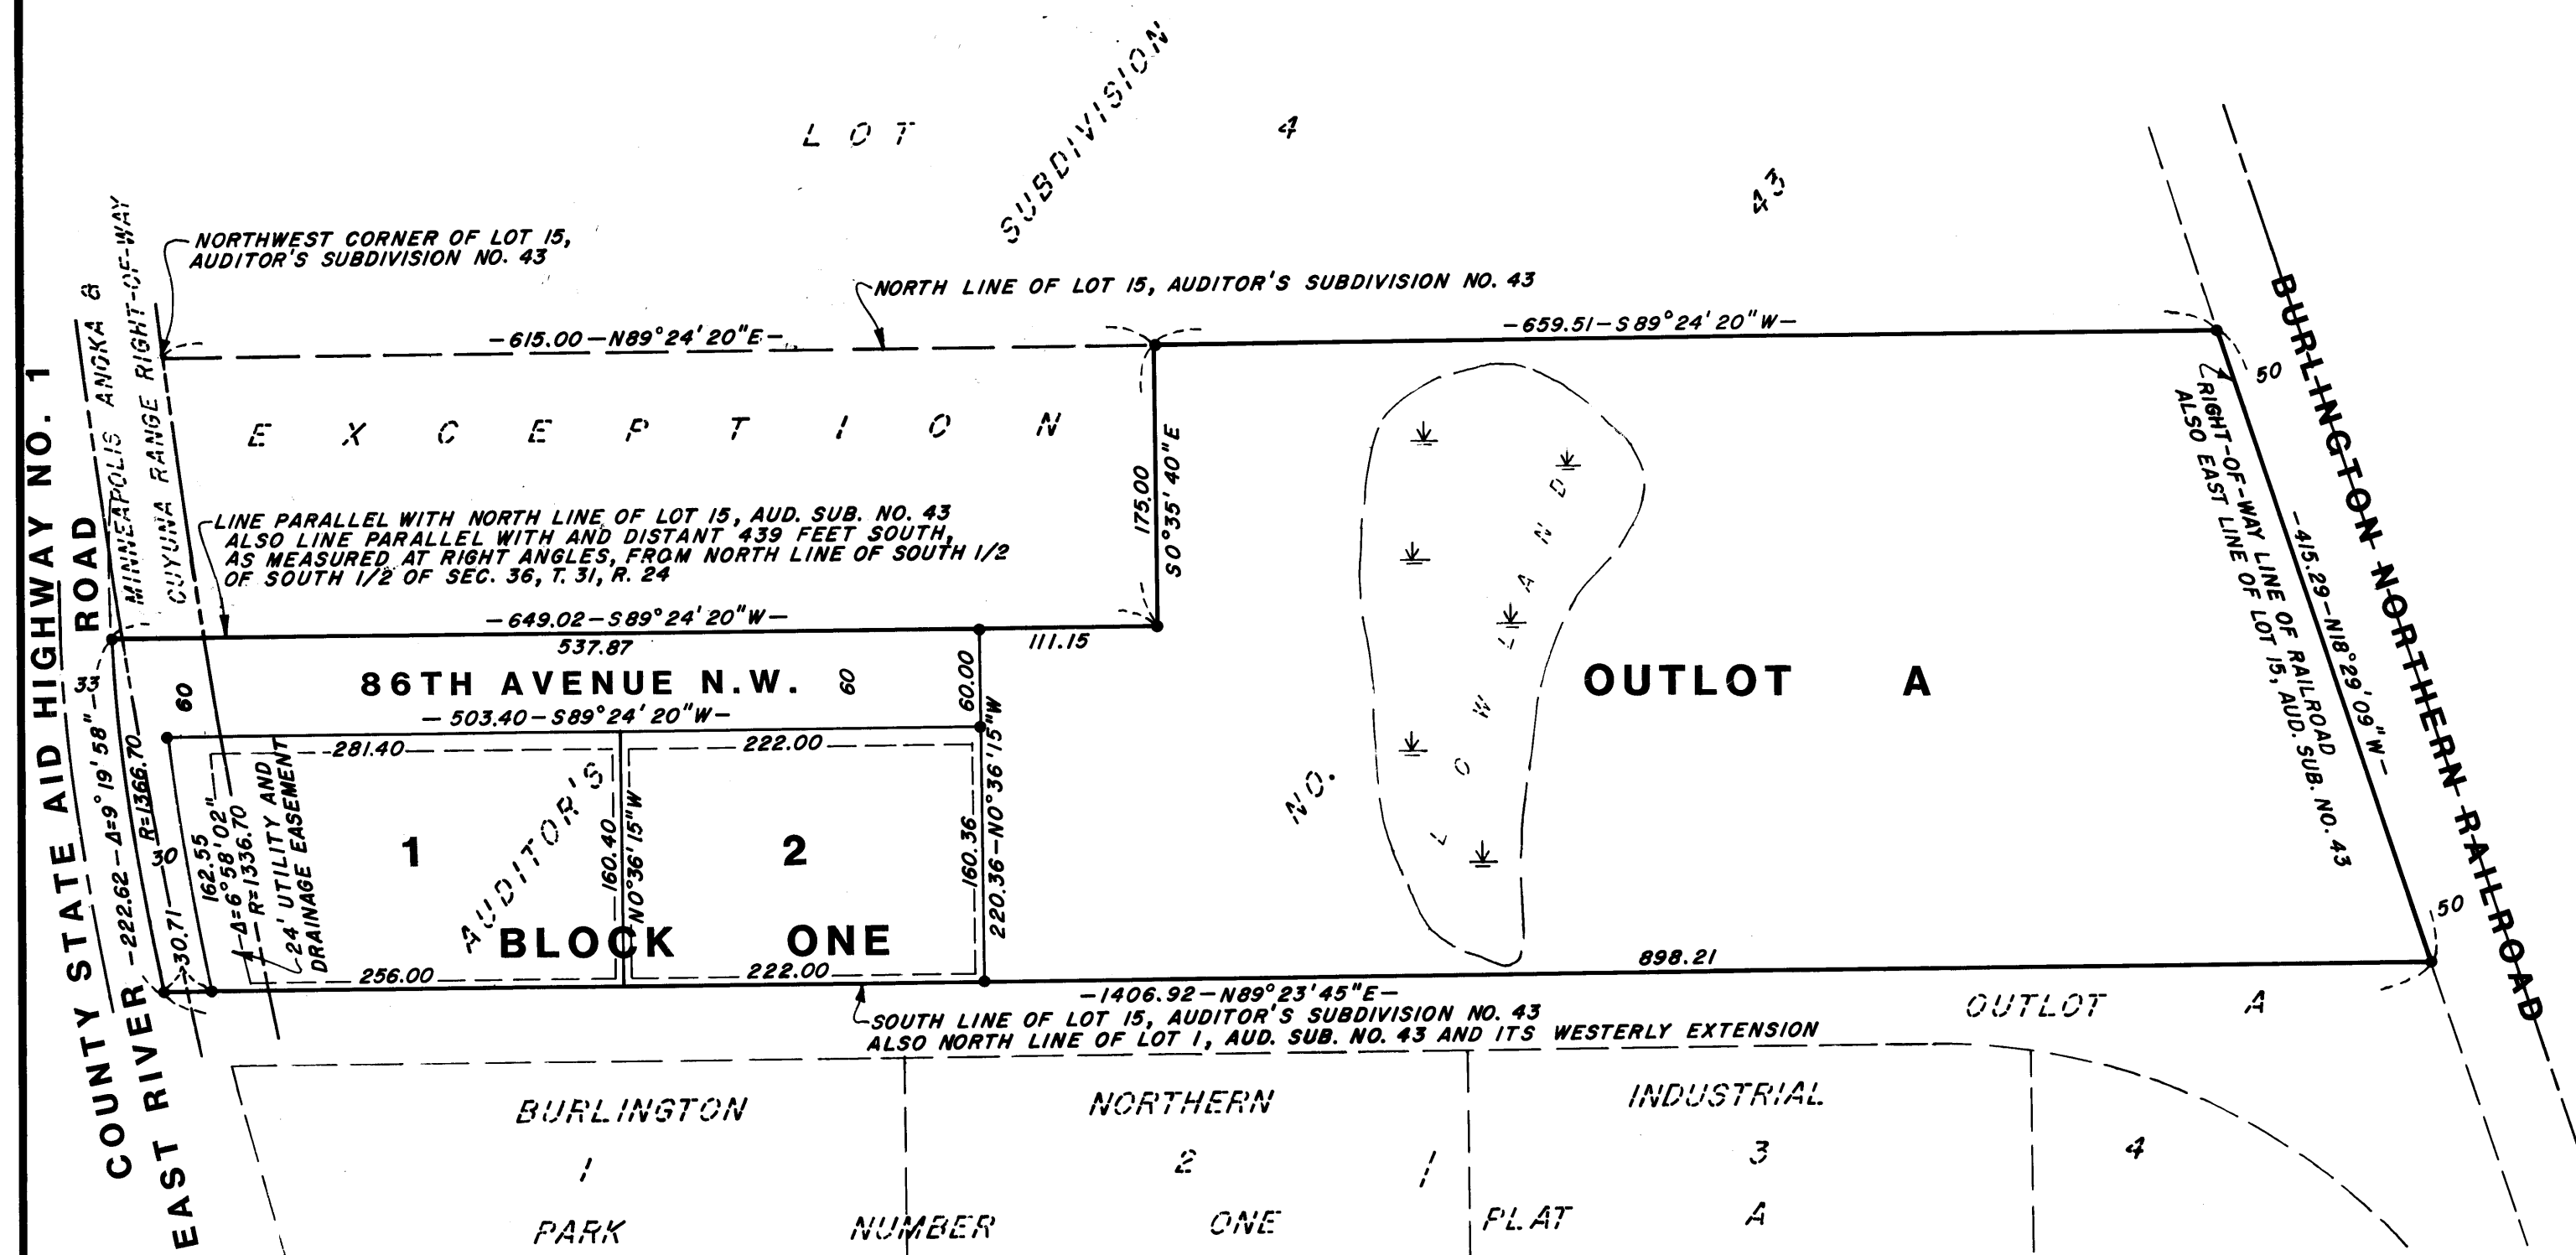 SUBDIVISION
LOT
4
43
NORTHWEST CORNER OF LOT 15,
AUDITOR'S SUBDIVISION NO. 43
NORTH LINE OF LOT 15, AUDITOR'S SUBDIVISION NO. 43
-615.00-N89°24'20"E-
-659.51-S89°24'20"W-
COUNTY STATE AID HIGHWAY NO. 1
EAST RIVER ROAD
MINNEAPOLIS ANOKA &
CUYUNA RANGE RIGHT-OF-WAY
EXCEPTION
175.00
S0°35'40"E
LINE PARALLEL WITH NORTH LINE OF LOT 15, AUD. SUB. NO. 43
ALSO LINE PARALLEL WITH AND DISTANT 439 FEET SOUTH,
AS MEASURED AT RIGHT ANGLES, FROM NORTH LINE OF SOUTH 1/2
OF SOUTH 1/2 OF SEC. 36, T. 31, R. 24
-649.02-S89°24'20"W-
537.87
111.15
33
60
86TH AVENUE N.W.
60
60.00
-503.40-S89°24'20"W-
281.40
222.00
-222.62-Δ=9°19'58"-
R=1366.70
30
30.71
162.55
Δ=6°58'02"
R=1336.70
24' UTILITY AND
DRAINAGE EASEMENT
1
AUDITOR'S
160.40
N0°36'15"W
2
160.36
220.36-N0°36'15"W
BLOCK ONE
256.00
222.00
LOWLAND
NO.
OUTLOT A
50
RIGHT-OF-WAY LINE OF RAILROAD
ALSO EAST LINE OF LOT 15, AUD. SUB. NO. 43
-415.29-N18°29'09"W-
BURLINGTON NORTHERN RAILROAD
50
898.21
-1406.92-N89°23'45"E-
SOUTH LINE OF LOT 15, AUDITOR'S SUBDIVISION NO. 43
ALSO NORTH LINE OF LOT 1, AUD. SUB. NO. 43 AND ITS WESTERLY EXTENSION
OUTLOT A
BURLINGTON NORTHERN INDUSTRIAL
1 2 1 3 4
PARK NUMBER ONE PLAT A